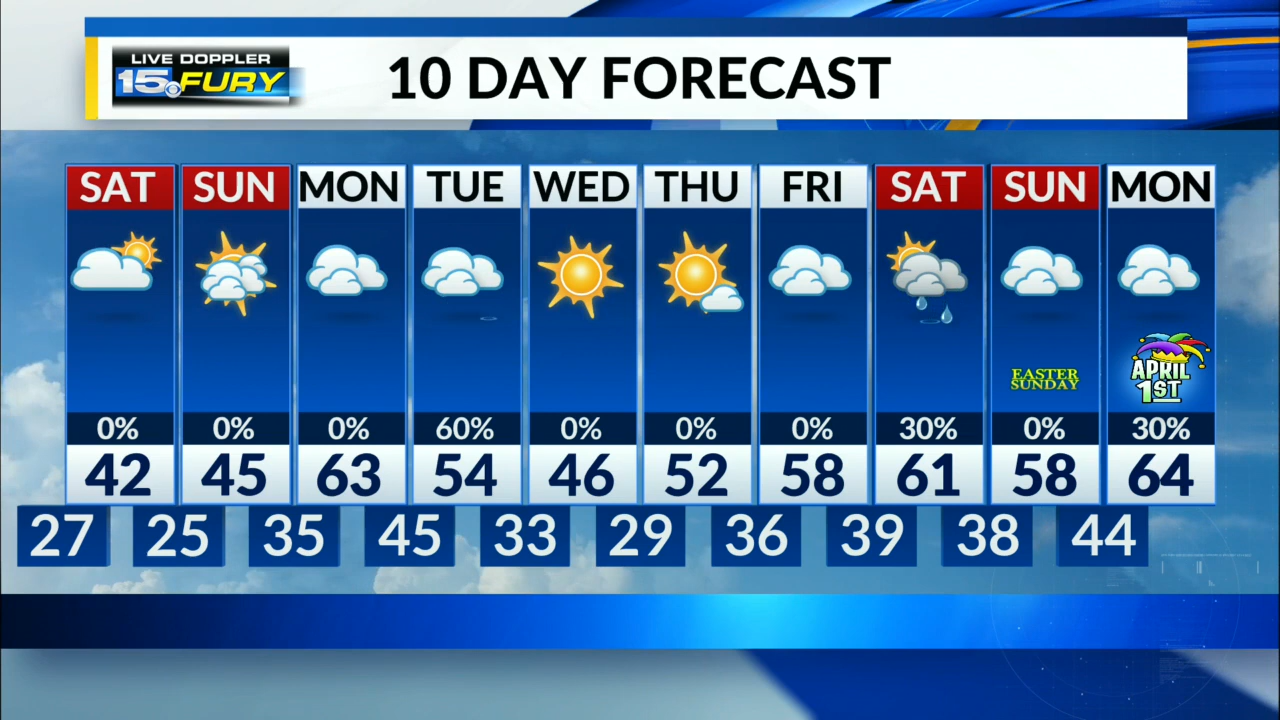 LIVE DOPPLER
15 FURY
10 DAY FORECAST
SAT SUN MON TUE WED THU FRI SAT SUN MON
EASTER
SUNDAY
APRIL
1ST
0% 0% 0% 60% 0% 0% 0% 30% 0% 30%
42 45 63 54 46 52 58 61 58 64
27 25 35 45 33 29 36 39 38 44